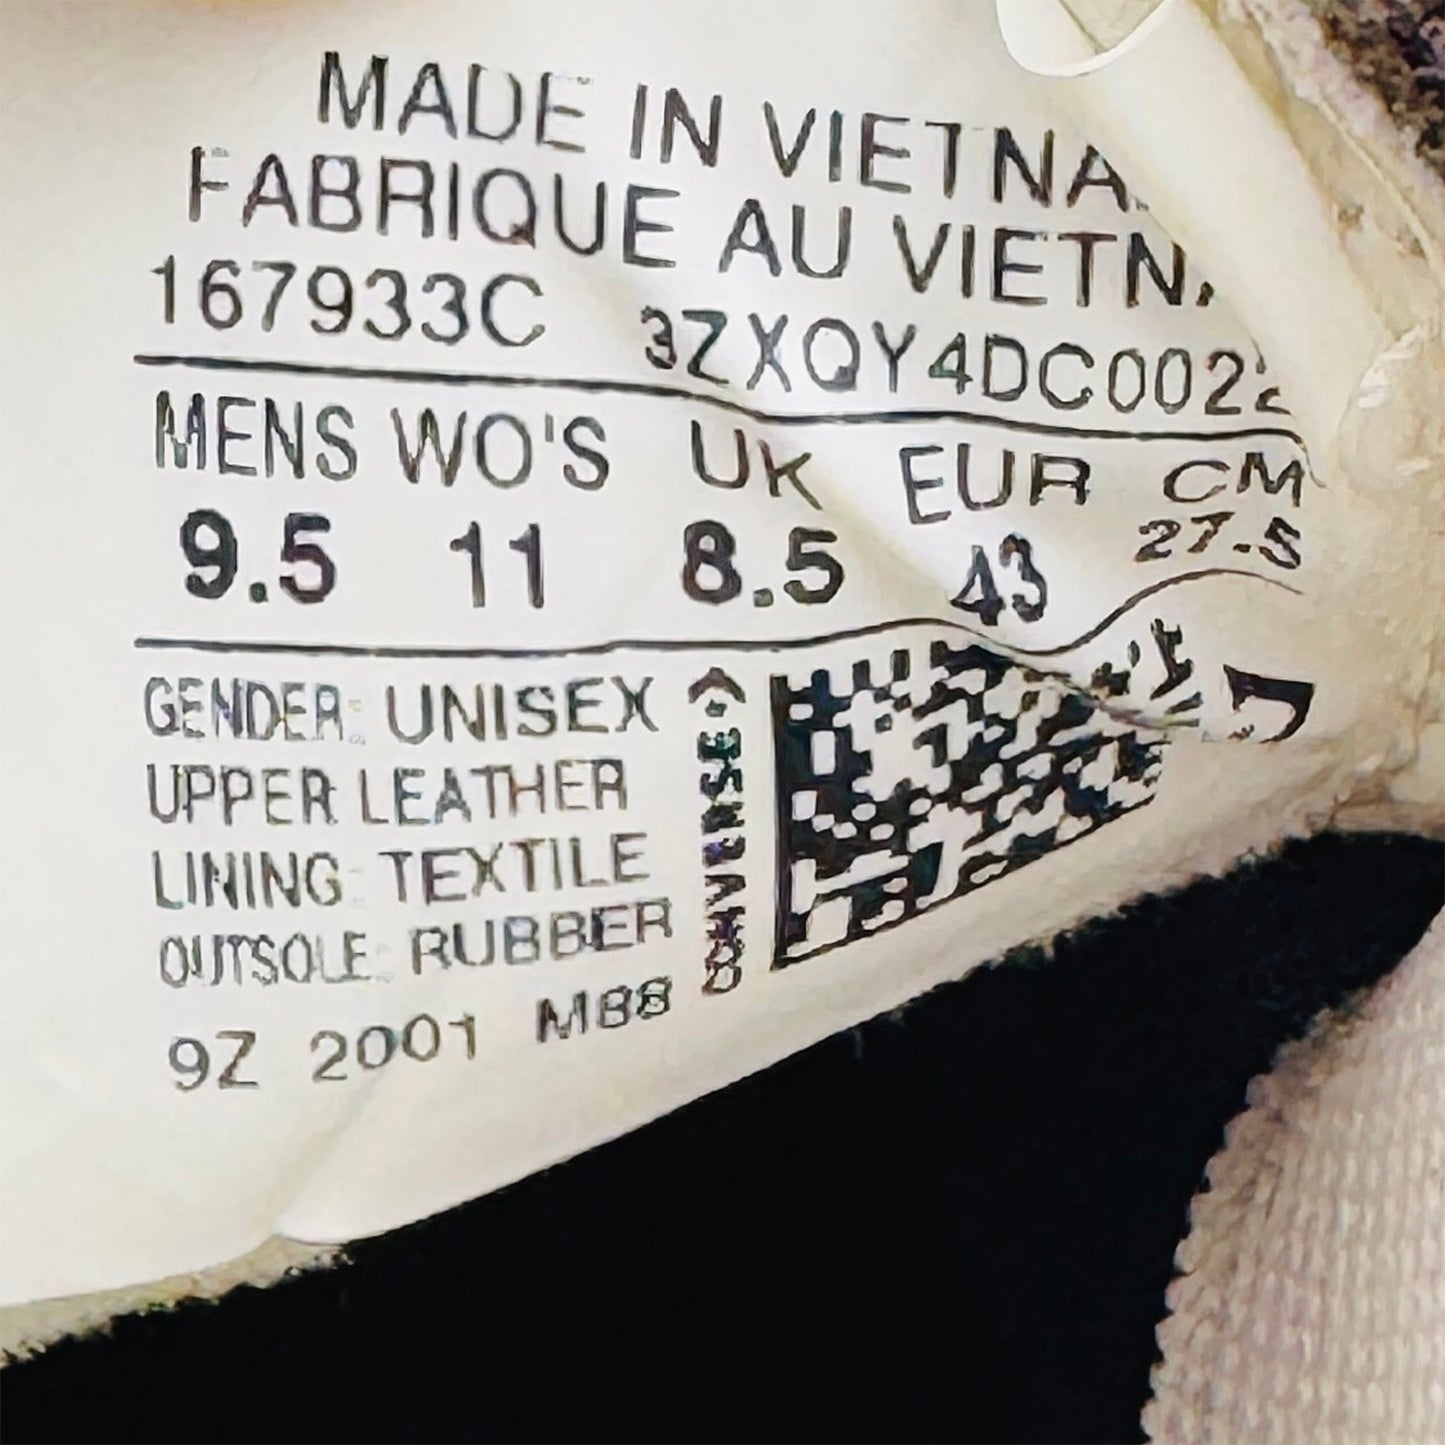 MADE IN VIETNA
FABRIQUE AU VIETN
167933C 3ZXQY4DC0022
MENS WO'S UK EUR CM
9.5 11 8.5 43 27.5
GENDER: UNISEX
UPPER LEATHER
LINING: TEXTILE
OUTSOLE: RUBBER
9Z 2001 M88
CONVERSE